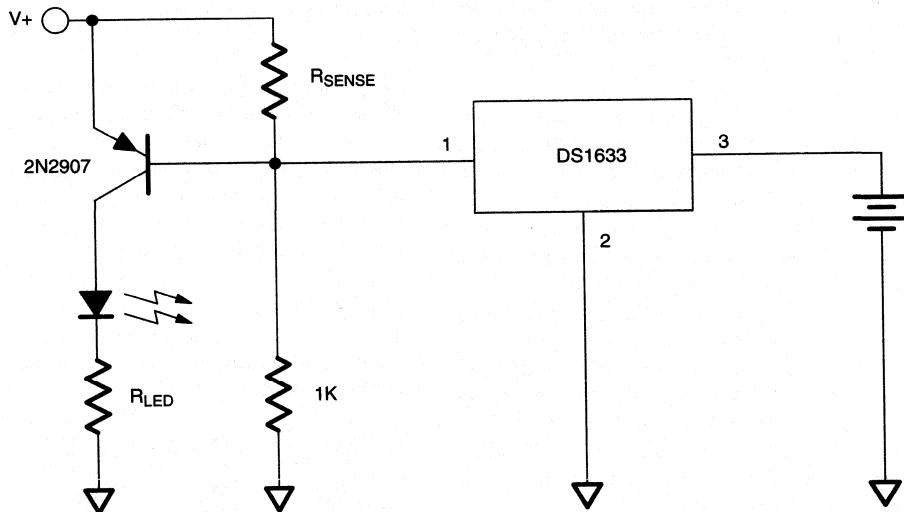 V+
RSENSE
1
DS1633
3
2N2907
2
RLED
1K